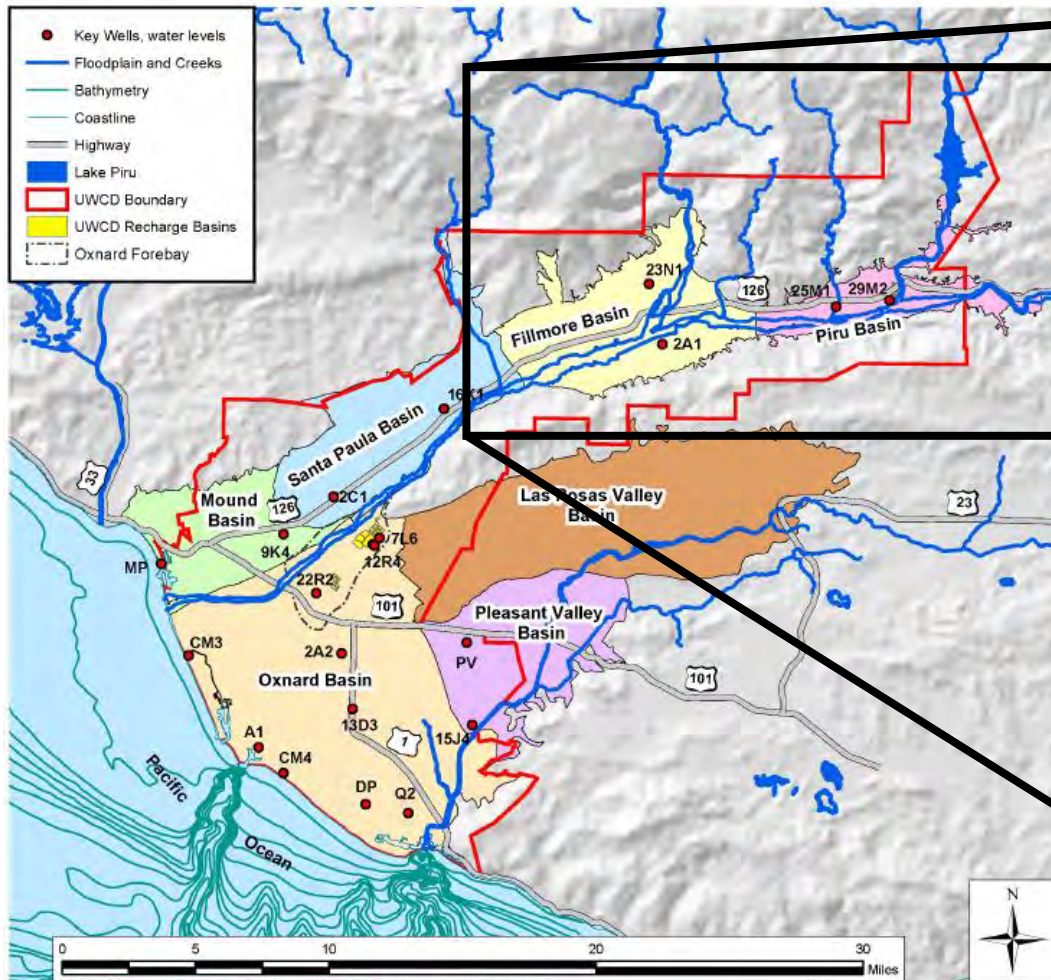 Key Wells, water levels
Floodplain and Creeks
Bathymetry
Coastline
Highway
Lake Piru
UWCD Boundary
UWCD Recharge Basins
Oxnard Forebay
23N1
126
25M1
29M2
Fillmore Basin
Piru Basin
2A1
16K1
Santa Paula Basin
33
2C1
Las Posas Valley
Basin
23
Mound
Basin
126
9K4
7L6
12R4
MP
22R2
101
Pleasant Valley
Basin
CM3
2A2
PV
Oxnard Basin
101
13D3
15J4
1
A1
CM4
DP
Q2
Pacific
Ocean
N
0
5
10
20
30
Miles